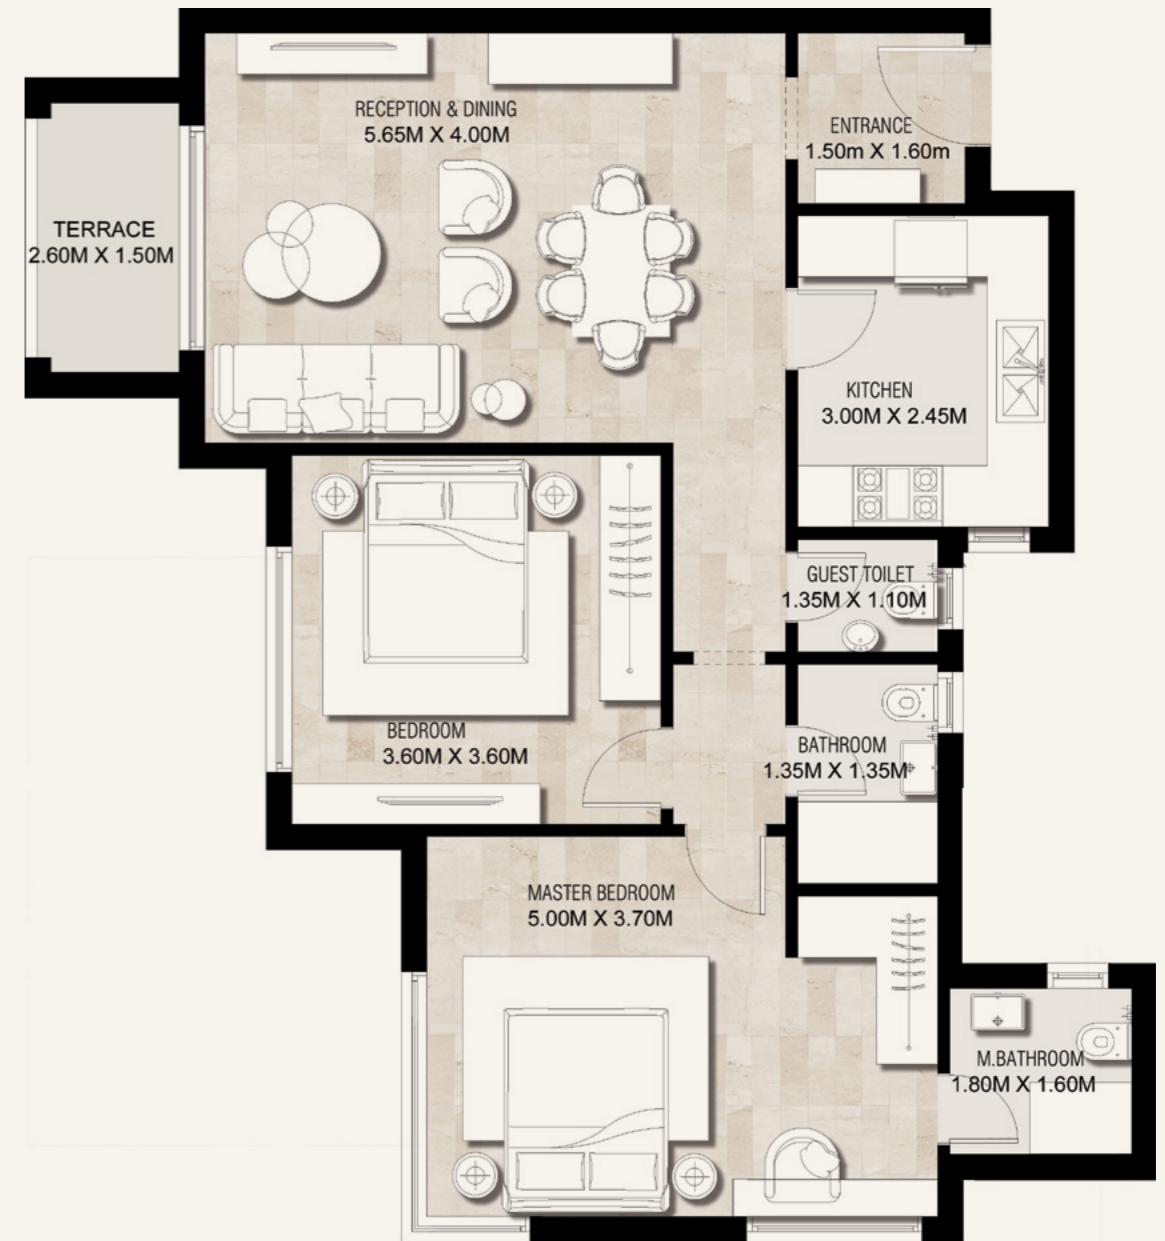 RECEPTION & DINING
5.65M X 4.00M
ENTRANCE
1.50m X 1.60m
TERRACE
2.60M X 1.50M
KITCHEN
3.00M X 2.45M
GUEST TOILET
1.35M X 1.10M
BEDROOM
3.60M X 3.60M
BATHROOM
1.35M X 1.35M
MASTER BEDROOM
5.00M X 3.70M
M.BATHROOM
1.80M X 1.60M